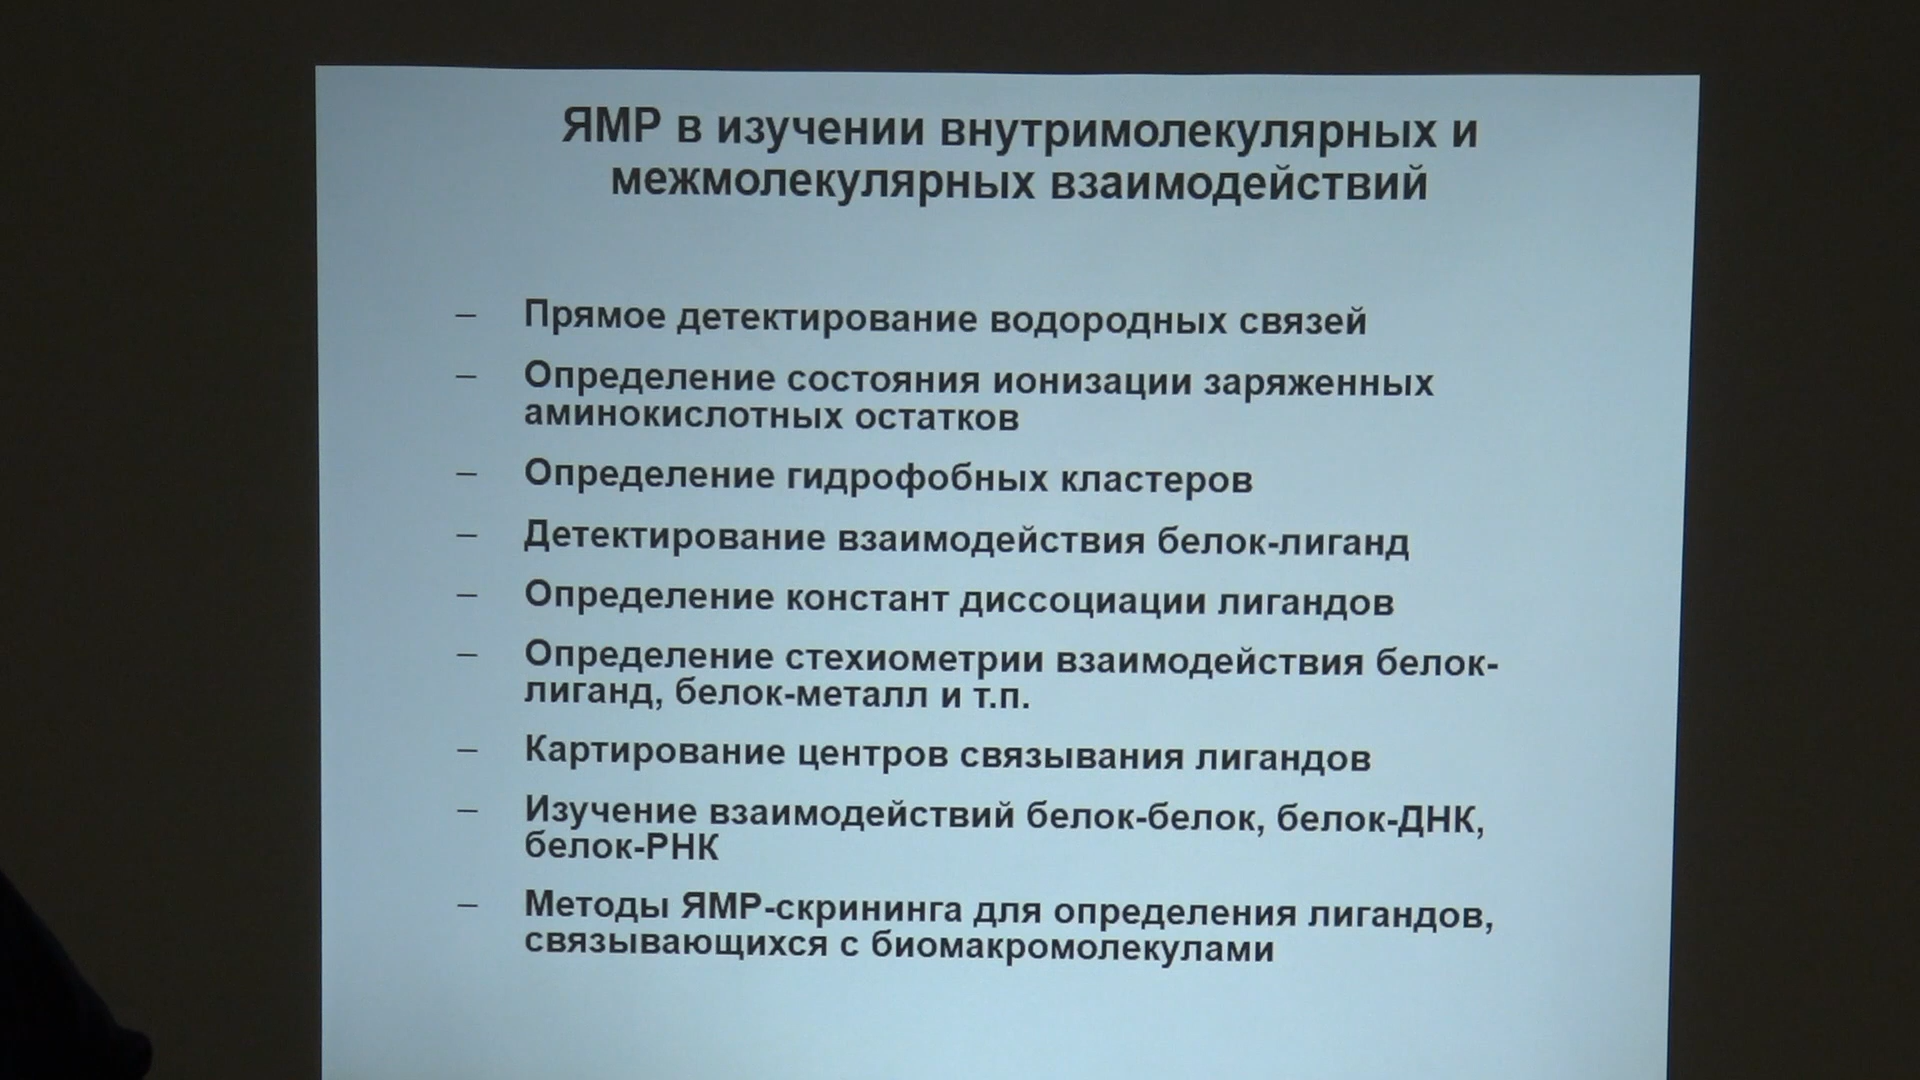 ЯМР в изучении внутримолекулярных и
межмолекулярных взаимодействий
– Прямое детектирование водородных связей
– Определение состояния ионизации заряженных
аминокислотных остатков
– Определение гидрофобных кластеров
– Детектирование взаимодействия белок-лиганд
– Определение констант диссоциации лигандов
– Определение стехиометрии взаимодействия белок-
лиганд, белок-металл и т.п.
– Картирование центров связывания лигандов
– Изучение взаимодействий белок-белок, белок-ДНК,
белок-РНК
– Методы ЯМР-скрининга для определения лигандов,
связывающихся с биомакромолекулами